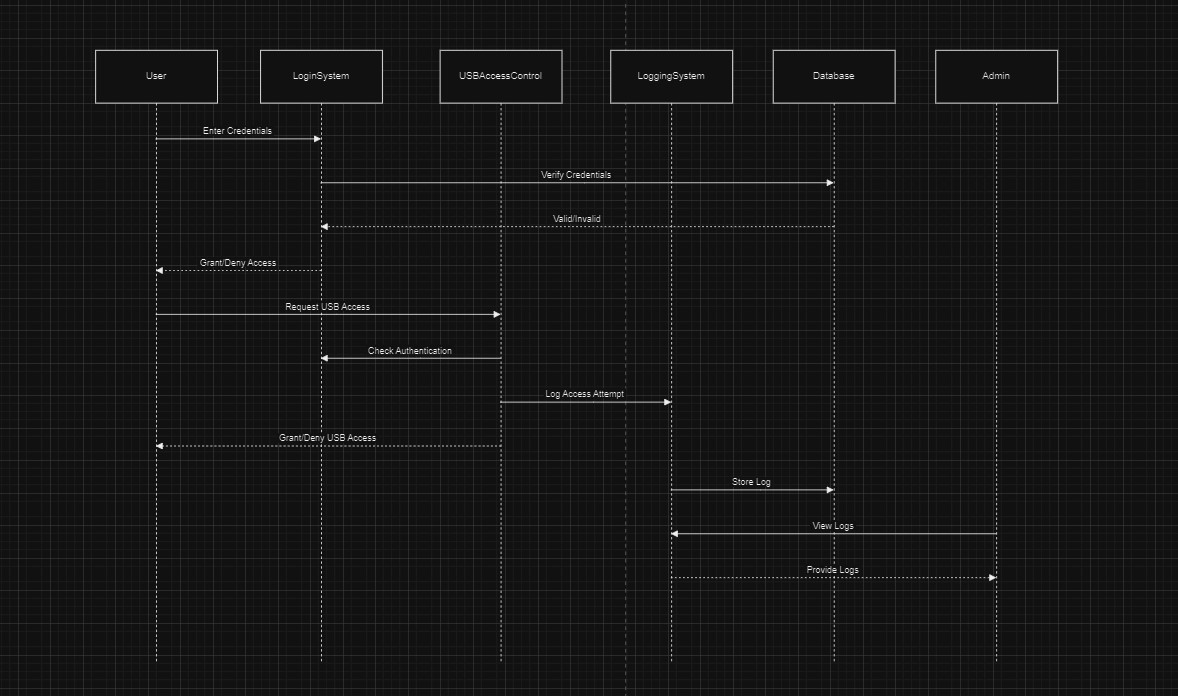 User
LoginSystem
USBAccessControl
LoggingSystem
Database
Admin
Enter Credentials
Verify Credentials
Valid/Invalid
Grant/Deny Access
Request USB Access
Check Authentication
Log Access Attempt
Grant/Deny USB Access
Store Log
View Logs
Provide Logs